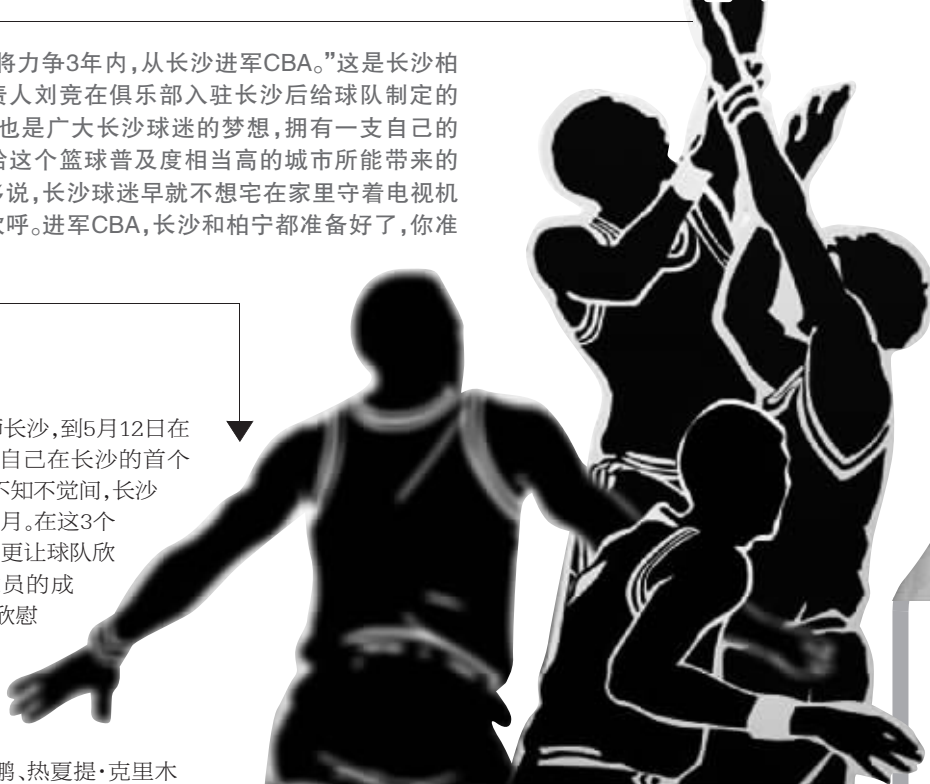 将力争3年内,从长沙进军CBA。”这是长沙柏
责人刘竞在俱乐部入驻长沙后给球队制定的
也是广大长沙球迷的梦想,拥有一支自己的
给这个篮球普及度相当高的城市所能带来的
多说,长沙球迷早就不想宅在家里守着电视机
欢呼。进军CBA,长沙和柏宁都准备好了,你准
长沙,到5月12日在
自己在长沙的首个
不知不觉间,长沙
月。在这3个
更让球队欣
员的成
欣慰
鹏、热夏提·克里木